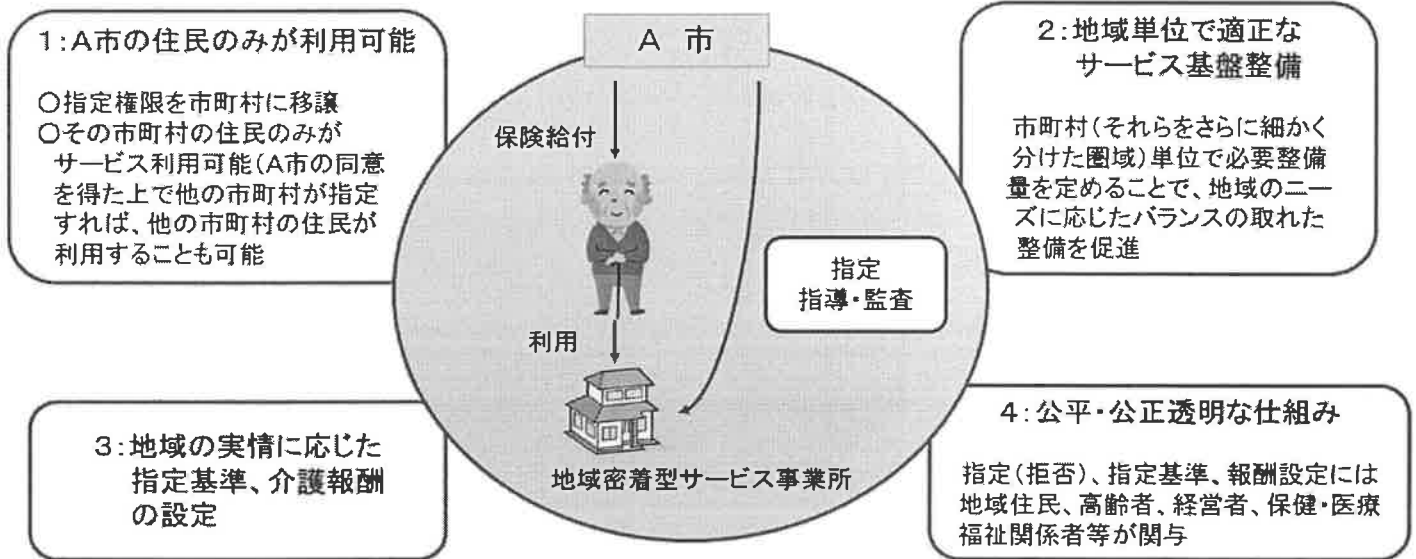 1:A市の住民のみが利用可能
○指定権限を市町村に移譲
○その市町村の住民のみが
サービス利用可能(A市の同意
を得た上で他の市町村が指定
すれば、他の市町村の住民が
利用することも可能
A 市
保険給付
利用
指定
指導・監査
地域密着型サービス事業所
2:地域単位で適正な
サービス基盤整備
市町村(それらをさらに細かく
分けた圏域)単位で必要整備
量を定めることで、地域のニー
ズに応じたバランスの取れた
整備を促進
3:地域の実情に応じた
指定基準、介護報酬
の設定
4:公平・公正透明な仕組み
指定(拒否)、指定基準、報酬設定には
地域住民、高齢者、経営者、保健・医療
福祉関係者等が関与